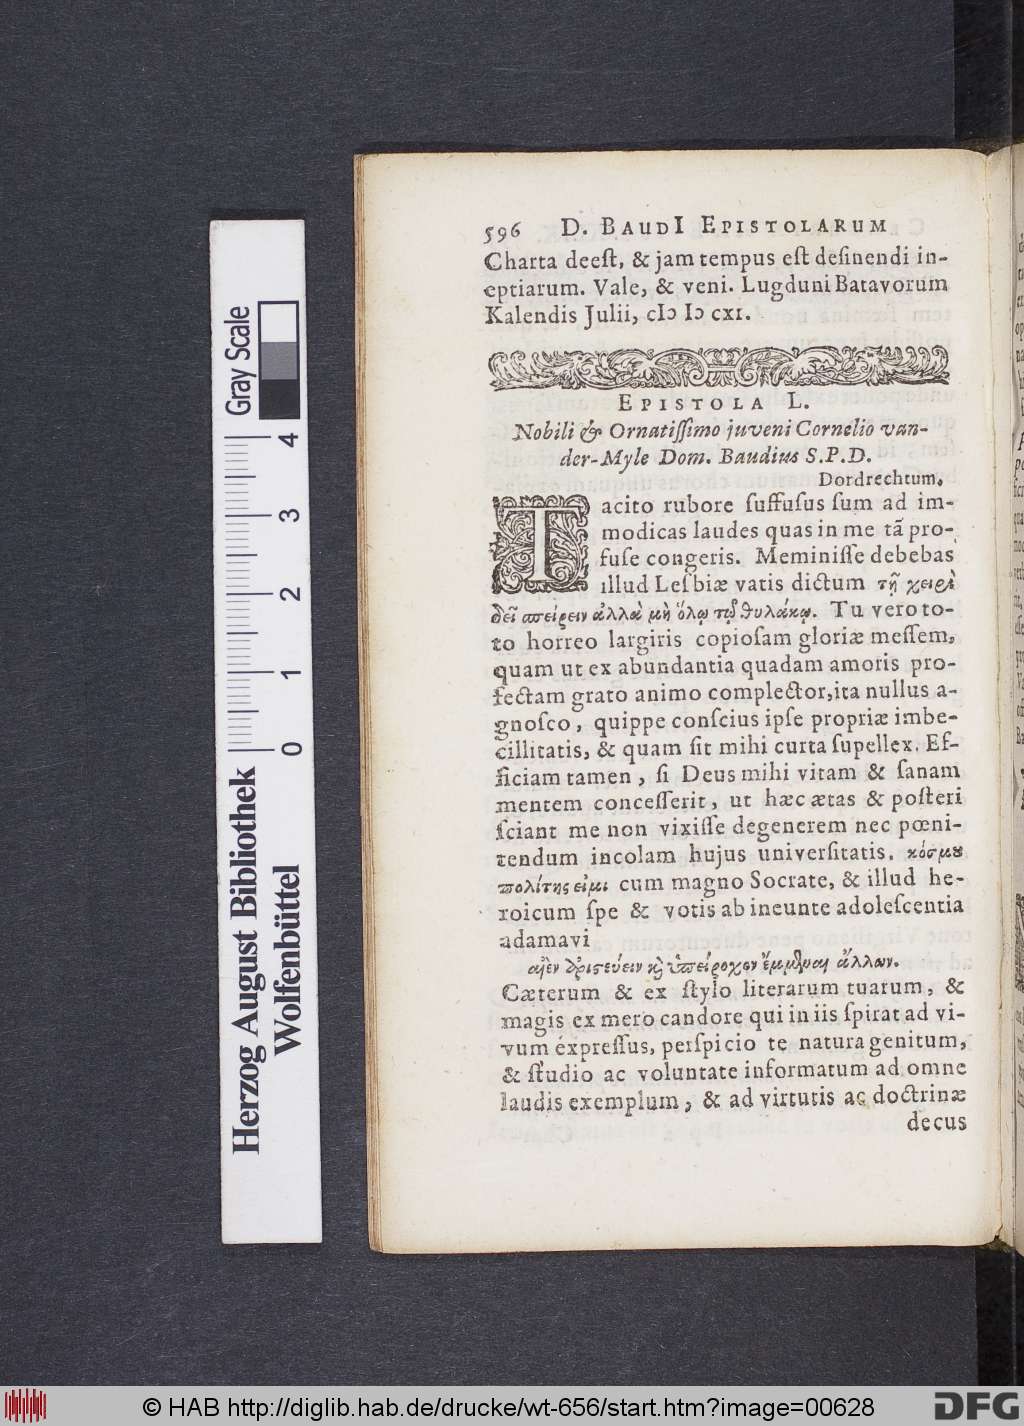 596 D. BAUDI EPISTOLARUM
Charta deeſt, & jam tempus eſt deſinendi in-
eptiarum. Vale, & veni. Lugduni Batavorum
Kalendis Julii, cIↄ Iↄ cxı.
EPISTOLA L.
Nobili & Ornatiſſimo juveni Cornelio van-
der-Myle Dom. Baudius S.P.D.
Dordrechtum.
Tacito rubore ſuffuſus ſum ad im-
modicas laudes quas in me tã pro-
fuſe congeris. Meminiſſe debebas
illud Leſbiæ vatis dictum τῇ χειρὶ
δεῖ σπείρειν ἀλλὰ μὴ ὅλῳ τῷ θυλάκῳ. Tu vero to-
to horreo largiris copioſam gloriæ meſſem,
quam ut ex abundantia quadam amoris pro-
fectam grato animo complector, ita nullus a-
gnoſco, quippe conſcius ipſe propriæ imbe-
cillitatis, & quam ſit mihi curta ſupellex. Ef-
ficiam tamen, ſi Deus mihi vitam & ſanam
mentem conceſſerit, ut hæc ætas & poſteri
ſciant me non vixiſſe degenerem nec pœni-
tendum incolam hujus univerſitatis. κόσμου
πολίτης εἰμι cum magno Socrate, & illud he-
roicum ſpe & votis ab ineunte adoleſcentia
adamavi
αἰὲν ἀριστεύειν καὶ ὑπείροχον ἔμμεναι ἄλλων.
Cæterum & ex ſtylo literarum tuarum, &
magis ex mero candore qui in iis ſpirat ad vi-
vum expreſſus, perſpicio te natura genitum,
& ſtudio ac voluntate informatum ad omne
laudis exemplum, & ad virtutis ac doctrinæ
decus
Herzog August Bibliothek
Wolfenbüttel
Gray Scale
0 1 2 3 4
© HAB http://diglib.hab.de/drucke/wt-656/start.htm?image=00628
DFG